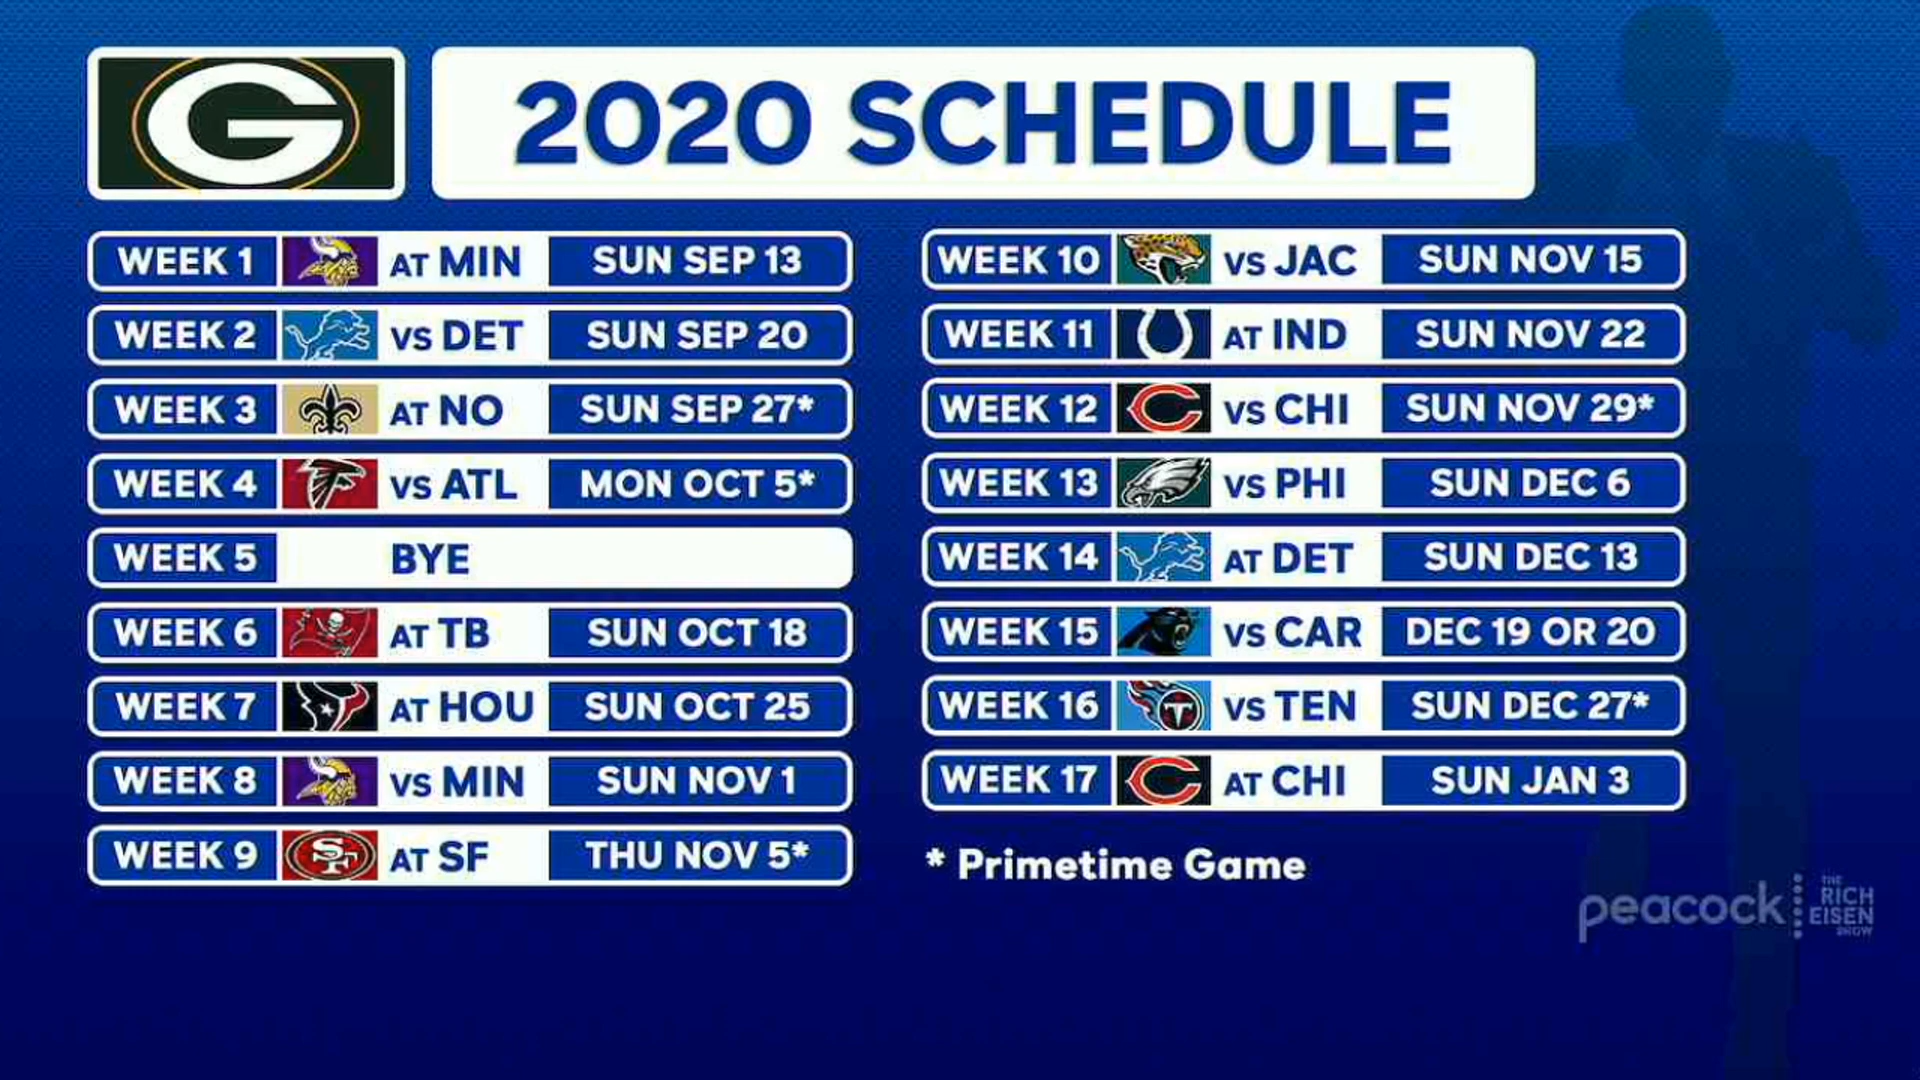 G
2020 SCHEDULE
WEEK 1 AT MIN SUN SEP 13
WEEK 2 VS DET SUN SEP 20
WEEK 3 AT NO SUN SEP 27*
WEEK 4 VS ATL MON OCT 5*
WEEK 5 BYE
WEEK 6 AT TB SUN OCT 18
WEEK 7 AT HOU SUN OCT 25
WEEK 8 VS MIN SUN NOV 1
WEEK 9 SF AT SF THU NOV 5*
WEEK 10 VS JAC SUN NOV 15
WEEK 11 AT IND SUN NOV 22
WEEK 12 C VS CHI SUN NOV 29*
WEEK 13 VS PHI SUN DEC 6
WEEK 14 AT DET SUN DEC 13
WEEK 15 VS CAR DEC 19 OR 20
WEEK 16 T VS TEN SUN DEC 27*
WEEK 17 C AT CHI SUN JAN 3
* Primetime Game
peacock
THE
RICH
EISEN
SHOW